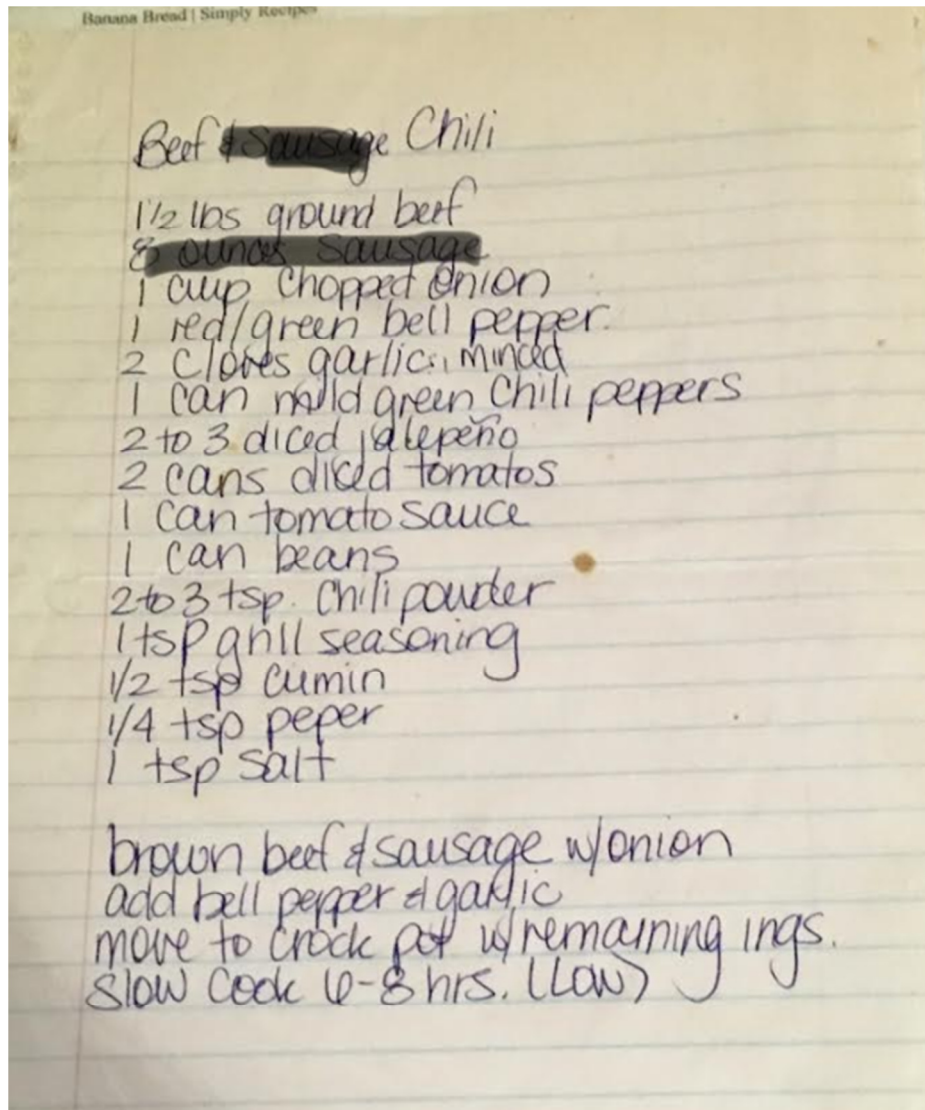 Banana Bread | Simply Recipes
Beef & Sausage Chili
1 1/2 lbs ground beef
8 ounces sausage
1 cup chopped onion
1 red/green bell pepper.
2 cloves garlic, minced
1 can mild green chili peppers
2 to 3 diced jalepeño
2 cans diced tomatos
1 can tomato sauce
1 can beans
2 to 3 tsp. chili powder
1 tsp grill seasoning
1/2 tsp cumin
1/4 tsp peper
1 tsp salt
brown beef & sausage w/onion
add bell pepper & garlic
move to crock pot w/remaining ings.
slow cook 6-8 hrs. (Low)